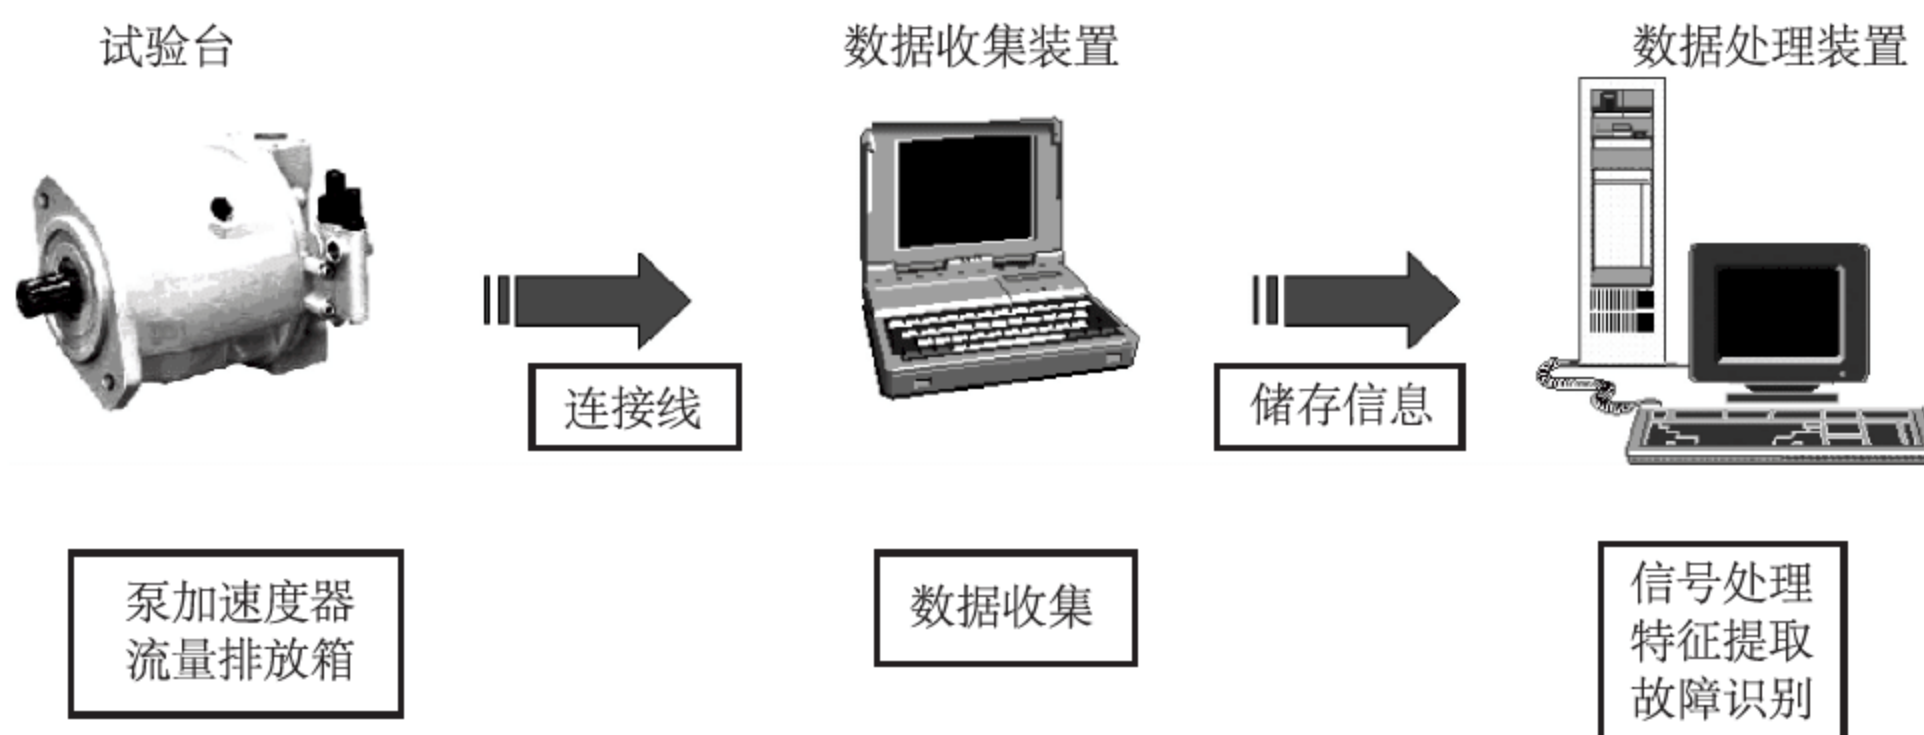 试验台
数据收集装置
数据处理装置
连接线
储存信息
泵加速度器
流量排放箱
数据收集
信号处理
特征提取
故障识别